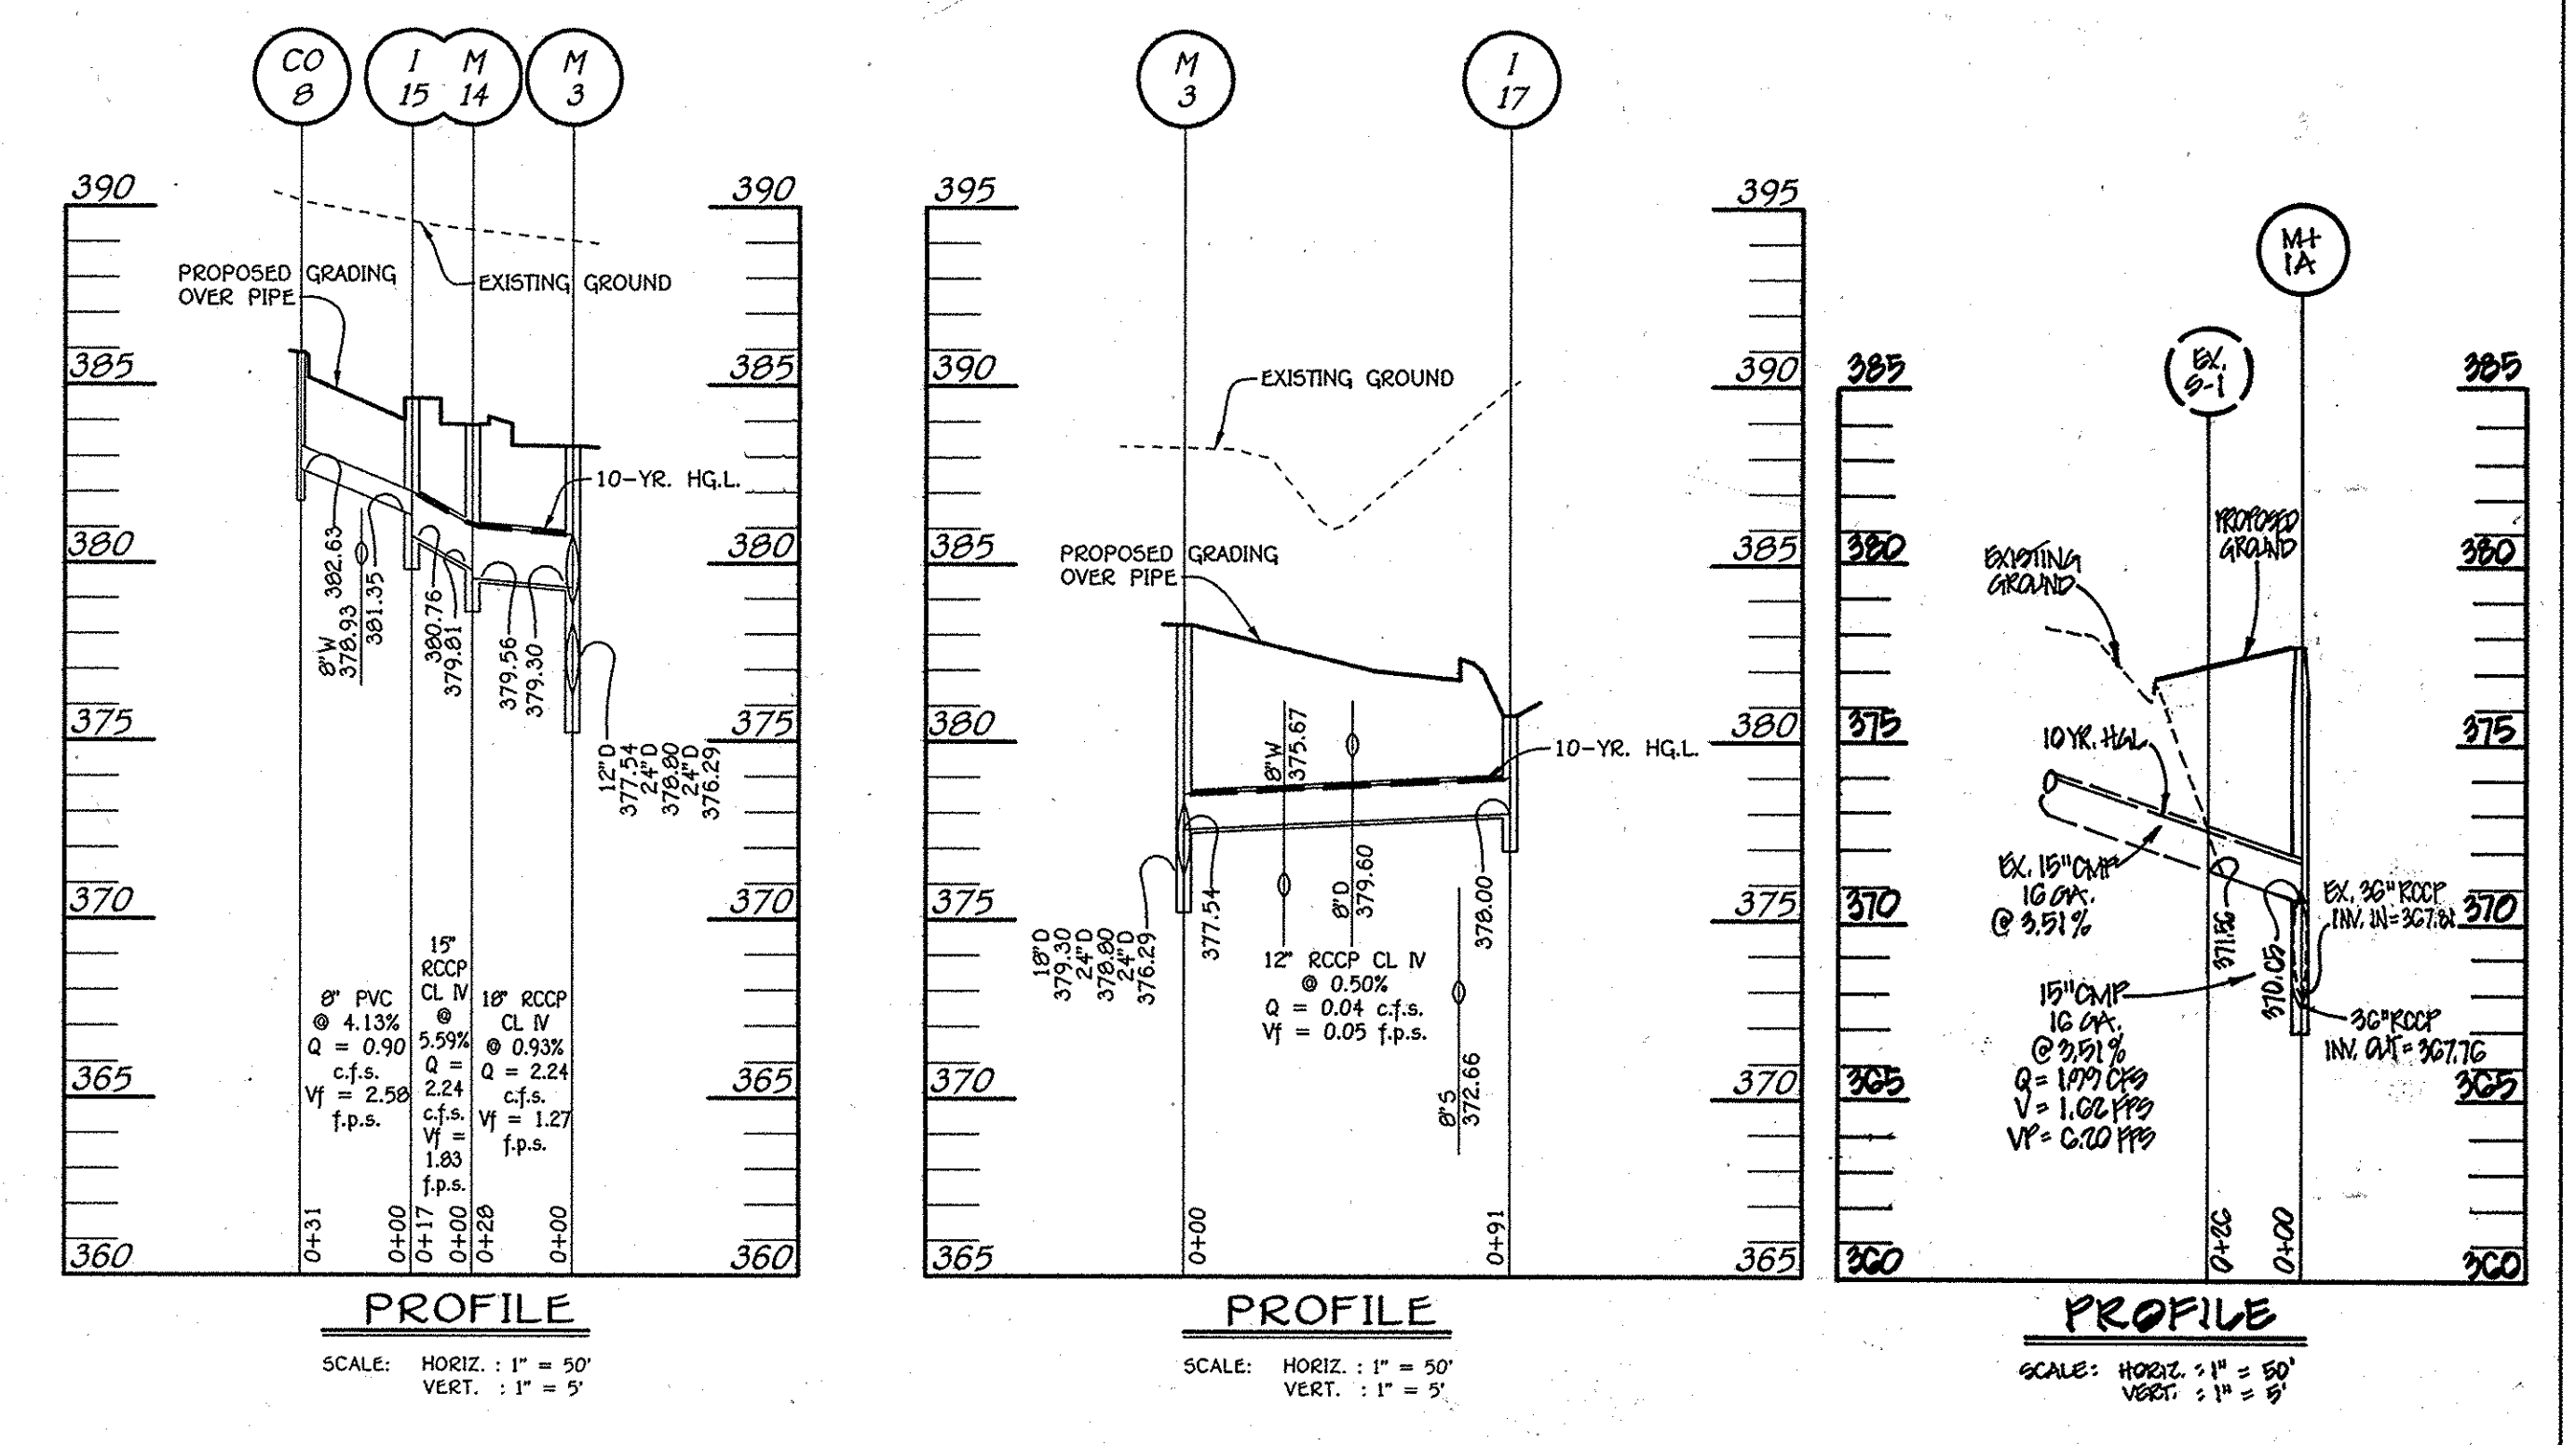 CO
8
I
15
M
14
M
3
390
390
PROPOSED GRADING
OVER PIPE
EXISTING GROUND
385
385
10-YR. HG.L.
380
380
8"W
378.93
382.63
381.35
380.76
379.81
379.56
379.30
375
375
12"D
377.54
24"D
378.80
24"D
376.29
370
370
8" PVC
@ 4.13%
Q = 0.90
c.f.s.
Vf = 2.58
f.p.s.
15"
RCCP
CL IV
@
5.59%
Q =
2.24
c.f.s.
Vf =
1.83
f.p.s.
18" RCCP
CL IV
@ 0.93%
Q = 2.24
c.f.s.
Vf = 1.27
f.p.s.
365
365
0+31
0+00
0+17
0+00
0+28
0+00
360
360
PROFILE
SCALE: HORIZ. : 1" = 50'
VERT. : 1" = 5'
M
3
I
17
395
395
390
390
EXISTING GROUND
385
385
PROPOSED GRADING
OVER PIPE
380
380
8"W
375.67
10-YR. HG.L.
8"D
379.60
375
375
18"D
379.30
24"D
378.80
24"D
376.29
377.54
378.00
12" RCCP CL IV
@ 0.50%
Q = 0.04 c.f.s.
Vf = 0.05 f.p.s.
8"S
372.66
370
370
0+00
0+91
365
365
PROFILE
SCALE: HORIZ. : 1" = 50'
VERT. : 1" = 5'
MH
1A
EX.
S-1
385
385
PROPOSED
GROUND
EXISTING
GROUND
380
380
375
375
10 YR. HGL
EX. 15" CMP
16 GA.
@ 3.51%
371.56
370.65
EX. 36" RCCP
INV. IN = 367.81
370
370
15" CMP
16 GA.
@ 3.51%
Q = 1.99 CFS
V = 1.62 FPS
VP = 6.20 FPS
36" RCCP
INV. OUT = 367.76
365
365
0+26
0+00
360
360
PROFILE
SCALE: HORIZ. : 1" = 50'
VERT. : 1" = 5'